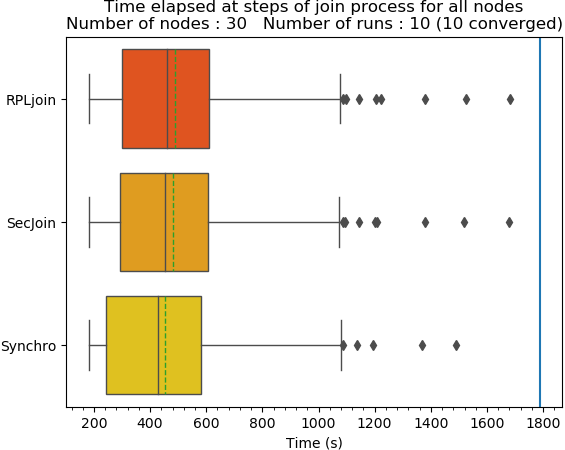 Time elapsed at steps of join process for all nodes
Number of nodes : 30   Number of runs : 10 (10 converged)
RPLjoin
SecJoin
Synchro
200 400 600 800 1000 1200 1400 1600 1800
Time (s)